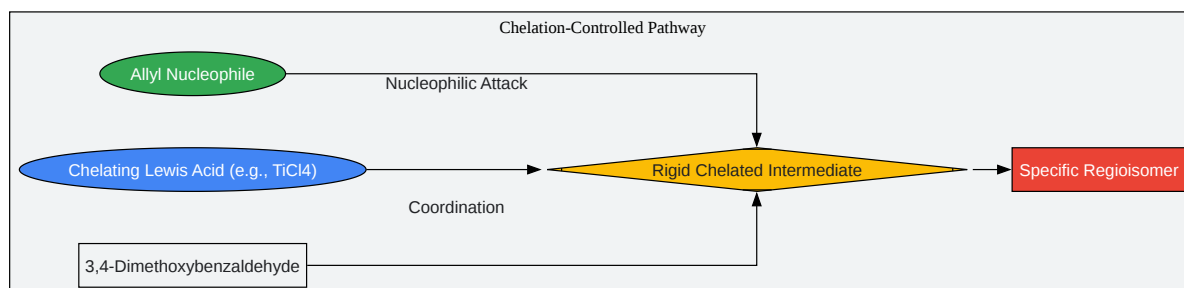 Chelation-Controlled Pathway
Allyl Nucleophile
Nucleophilic Attack
Chelating Lewis Acid (e.g., TiCl4)
Rigid Chelated Intermediate
Specific Regioisomer
Coordination
3,4-Dimethoxybenzaldehyde